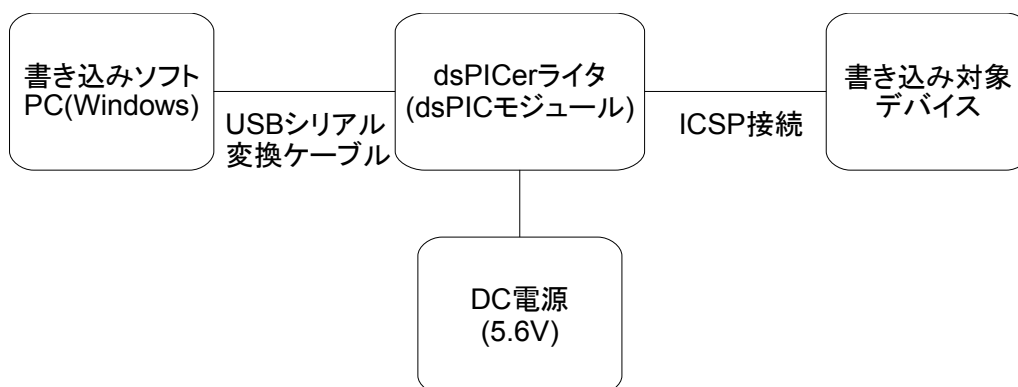 書き込みソフト
PC(Windows)
USBシリアル
変換ケーブル
dsPICerライタ
(dsPICモジュール)
ICSP接続
書き込み対象
デバイス
DC電源
(5.6V)